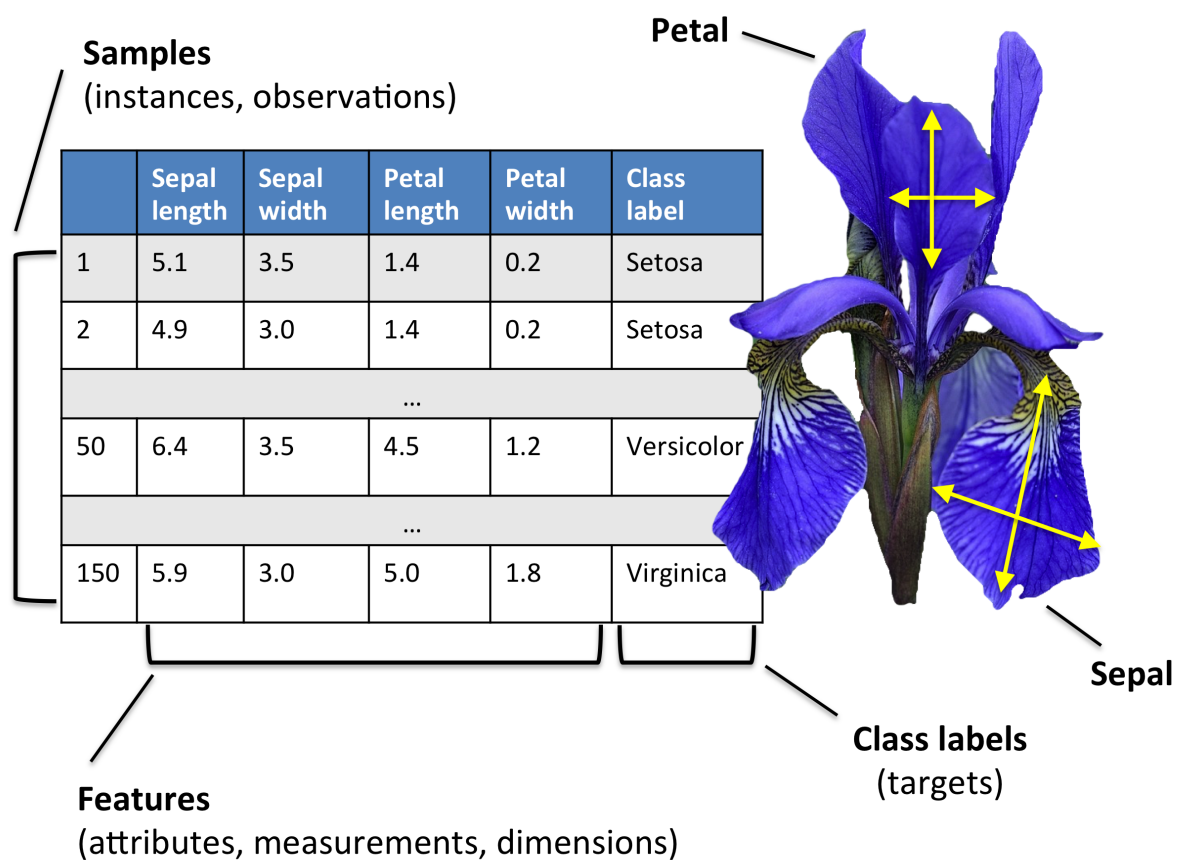 Petal
Samples
(instances, observations)
Sepal length Sepal width Petal length Petal width Class label
1 5.1 3.5 1.4 0.2 Setosa
2 4.9 3.0 1.4 0.2 Setosa
...
50 6.4 3.5 4.5 1.2 Versicolor
...
150 5.9 3.0 5.0 1.8 Virginica
Sepal
Class labels
(targets)
Features
(attributes, measurements, dimensions)